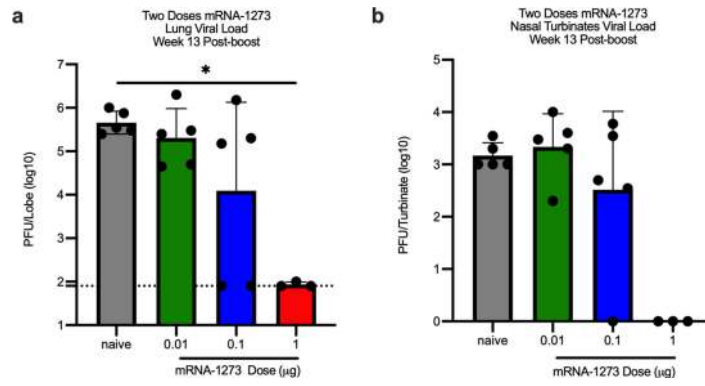 a
Two Doses mRNA-1273
Lung Viral Load
Week 13 Post-boost
*
PFU/Lobe (log10)
7
6
5
4
3
2
1
naive
0.01
0.1
1
mRNA-1273 Dose (µg)
b
Two Doses mRNA-1273
Nasal Turbinates Viral Load
Week 13 Post-boost
PFU/Turbinate (log10)
5
4
3
2
1
0
naive
0.01
0.1
1
mRNA-1273 Dose (µg)